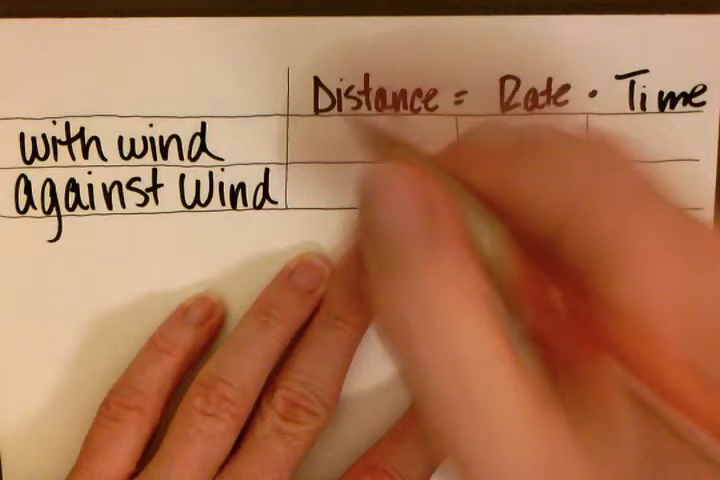 Distance = Rate • Time
with wind
against Wind